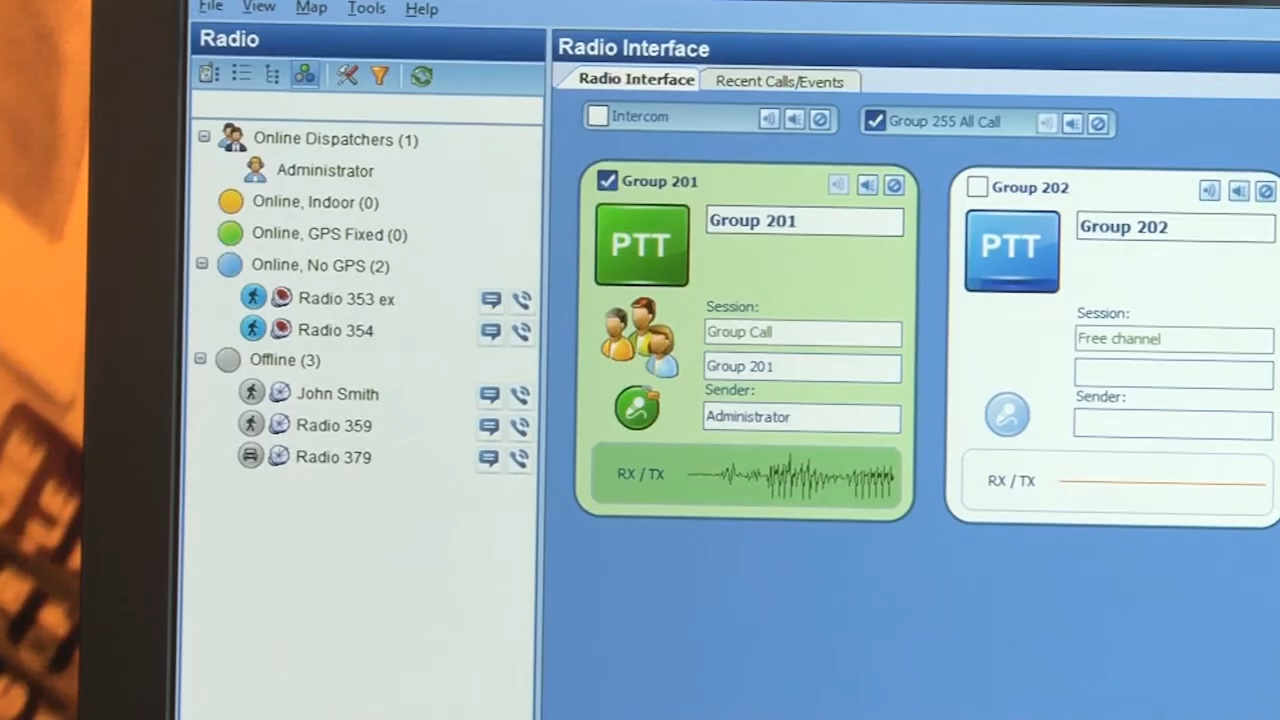 File View Map Tools Help
Radio
Online Dispatchers (1)
Administrator
Online, Indoor (0)
Online, GPS Fixed (0)
Online, No GPS (2)
Radio 353 ex
Radio 354
Offline (3)
John Smith
Radio 359
Radio 379
Radio Interface
Radio Interface Recent Calls/Events
Intercom Group 255 All Call
Group 201
PTT Group 201
Session:
Group Call
Group 201
Sender:
Administrator
RX / TX
Group 202
PTT Group 202
Session:
Free channel
Sender:
RX / TX